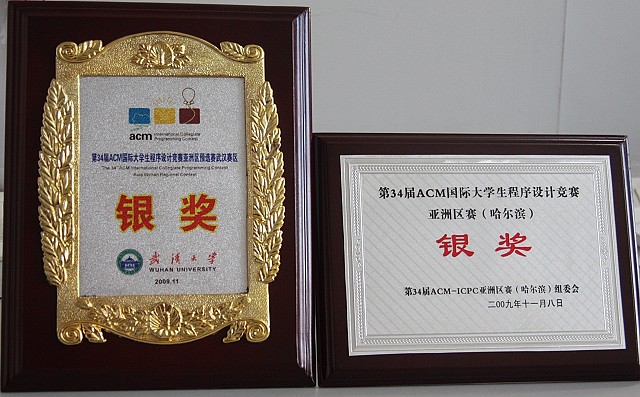 acm International Collegiate
Programming Contest
第34届ACM国际大学生程序设计竞赛亚洲区预选赛武汉赛区
The 34th ACM International Collegiate Programming Contest
Asia Wuhan Regional Contest
银奖
武汉大学
WUHAN UNIVERSITY
2009.11
第34届ACM国际大学生程序设计竞赛
亚洲区赛（哈尔滨）
银奖
第34届ACM-ICPC亚洲区赛（哈尔滨）组委会
二00九年十一月八日